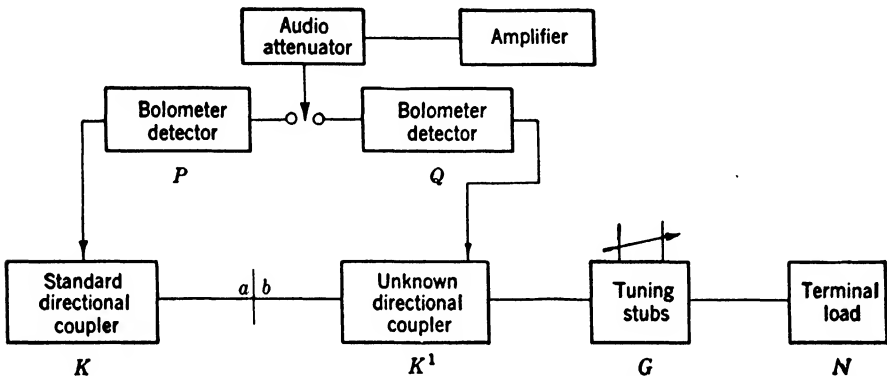 Audio
attenuator
Amplifier
Bolometer
detector
Bolometer
detector
P
Q
Standard
directional
coupler
a
b
Unknown
directional
coupler
Tuning
stubs
Terminal
load
K
K¹
G
N